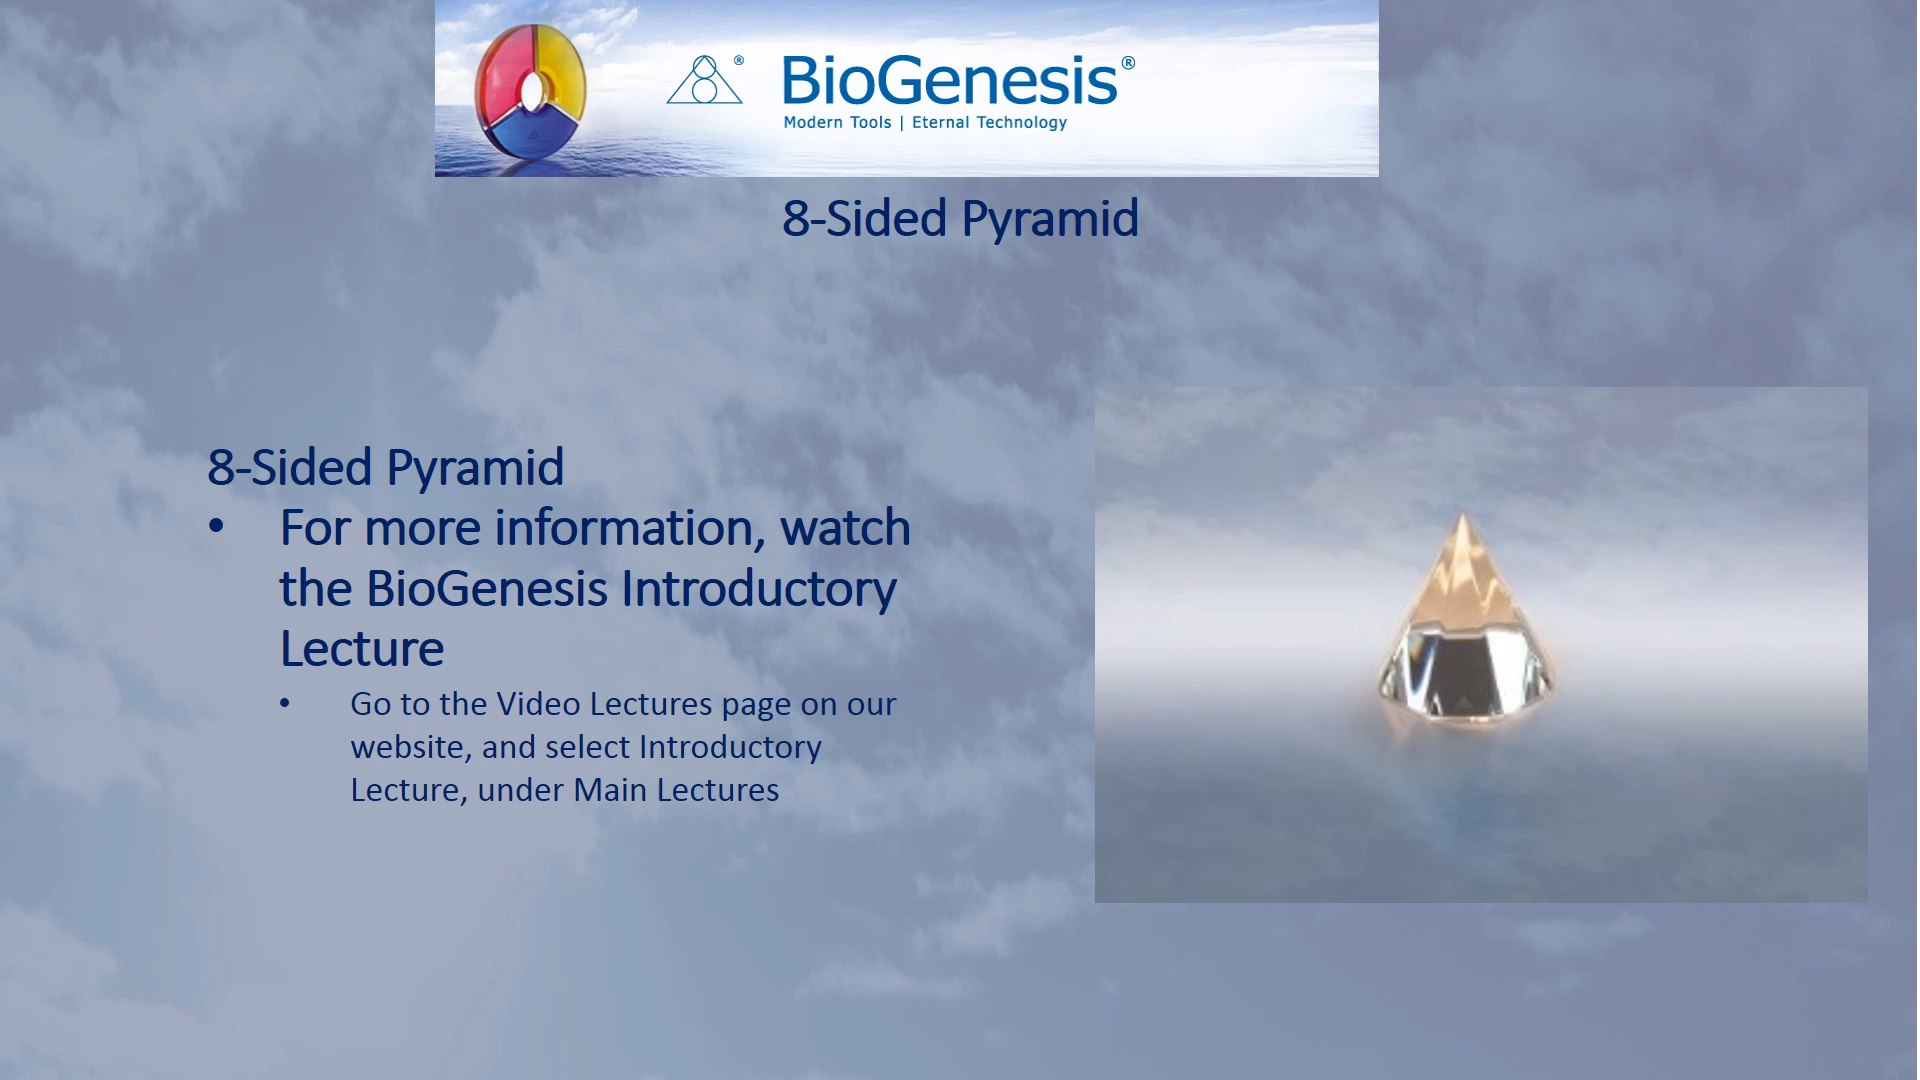 ® BioGenesis®
Modern Tools | Eternal Technology
8-Sided Pyramid
8-Sided Pyramid
• For more information, watch
the BioGenesis Introductory
Lecture
• Go to the Video Lectures page on our
website, and select Introductory
Lecture, under Main Lectures